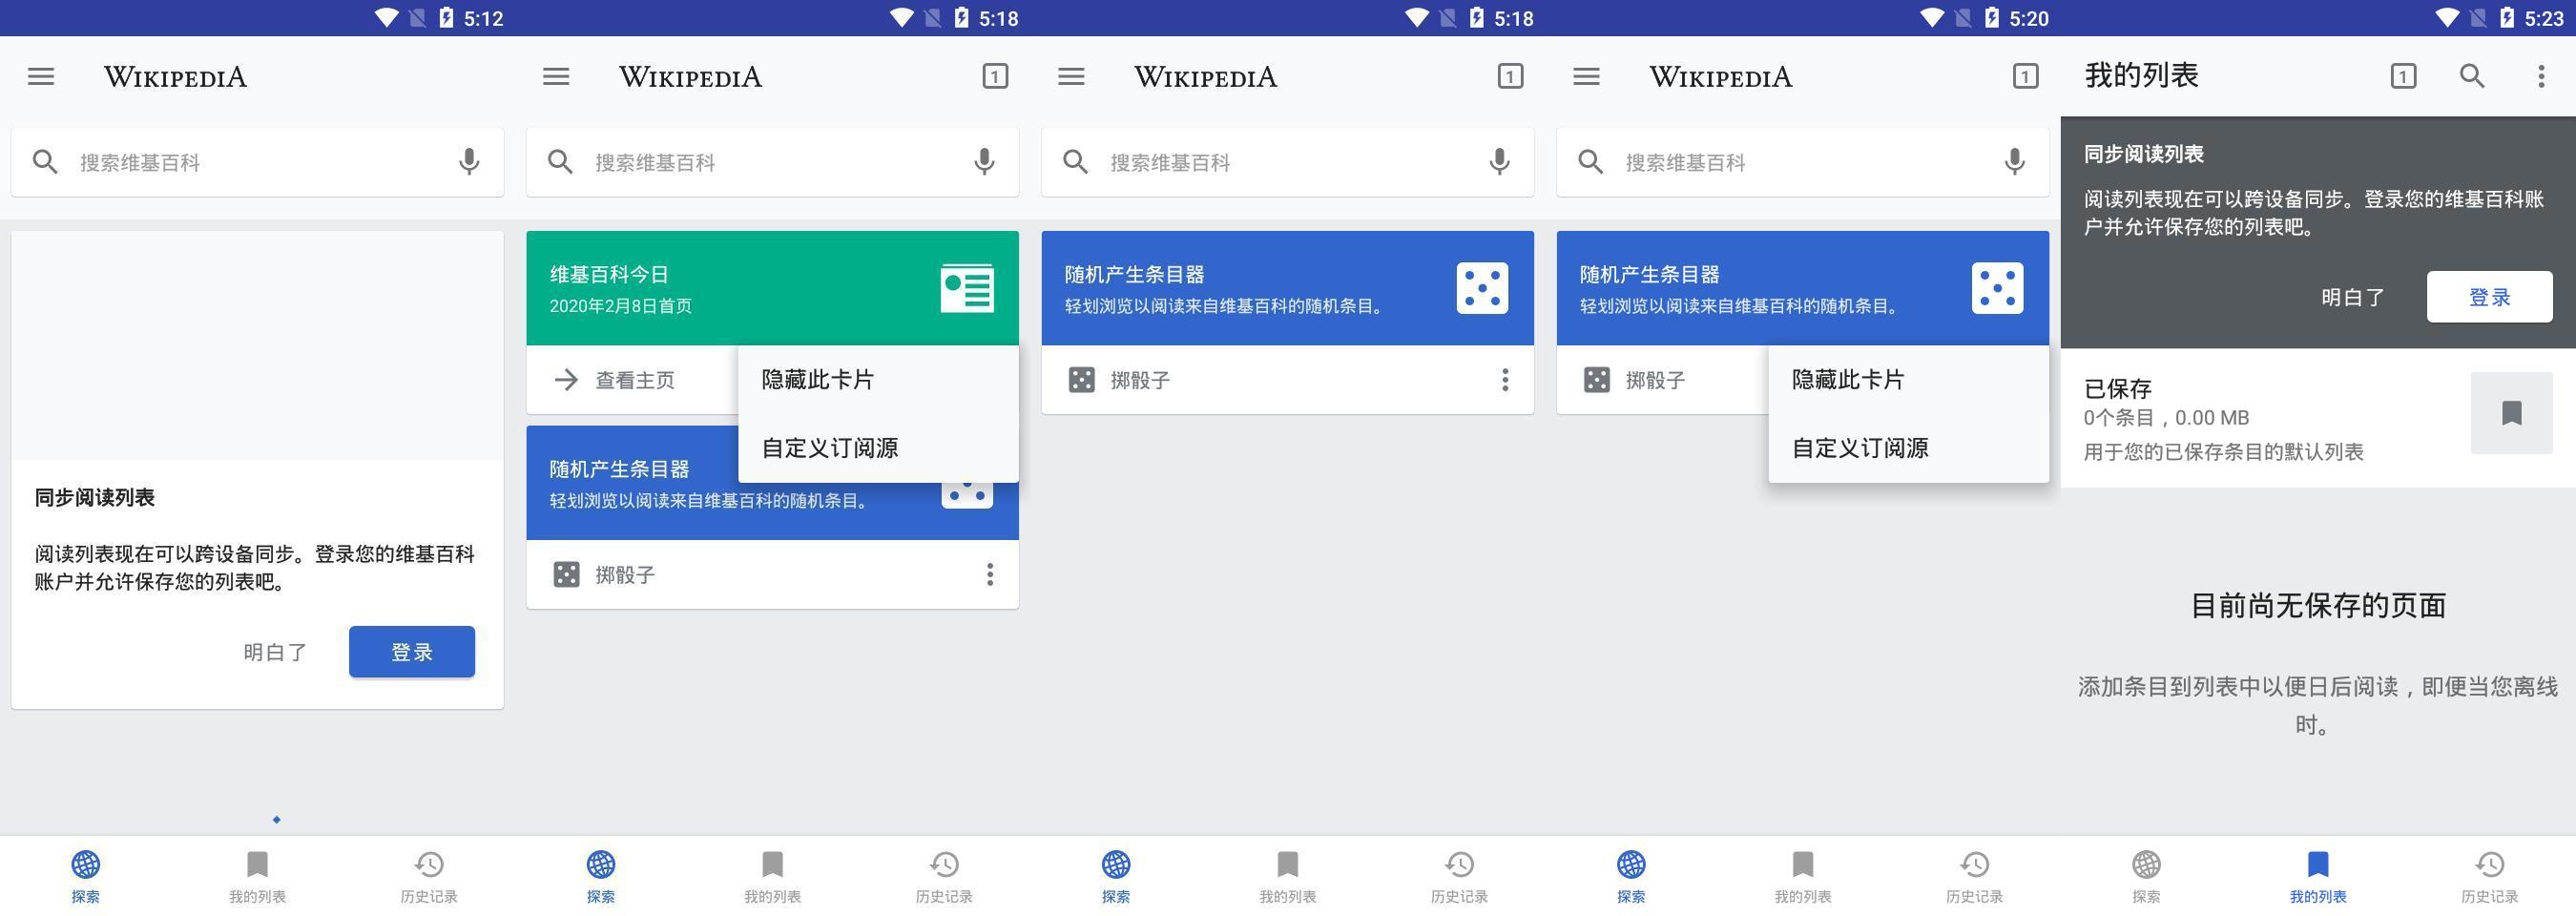 5:12
WIKIPEDIA
搜索维基百科
同步阅读列表
阅读列表现在可以跨设备同步。登录您的维基百科
账户并允许保存您的列表吧。
明白了
登录
探索
我的列表
历史记录
5:18
WIKIPEDIA
1
搜索维基百科
维基百科今日
2020年2月8日首页
查看主页
隐藏此卡片
自定义订阅源
随机产生条目器
轻划浏览以阅读来自维基百科的随机条目。
掷骰子
探索
我的列表
历史记录
5:18
WIKIPEDIA
1
搜索维基百科
随机产生条目器
轻划浏览以阅读来自维基百科的随机条目。
掷骰子
探索
我的列表
历史记录
5:20
WIKIPEDIA
1
搜索维基百科
随机产生条目器
轻划浏览以阅读来自维基百科的随机条目。
掷骰子
隐藏此卡片
自定义订阅源
探索
我的列表
历史记录
5:23
我的列表
1
同步阅读列表
阅读列表现在可以跨设备同步。登录您的维基百科账
户并允许保存您的列表吧。
明白了
登录
已保存
0个条目，0.00 MB
用于您的已保存条目的默认列表
目前尚无保存的页面
添加条目到列表中以便日后阅读，即便当您离线
时。
探索
我的列表
历史记录